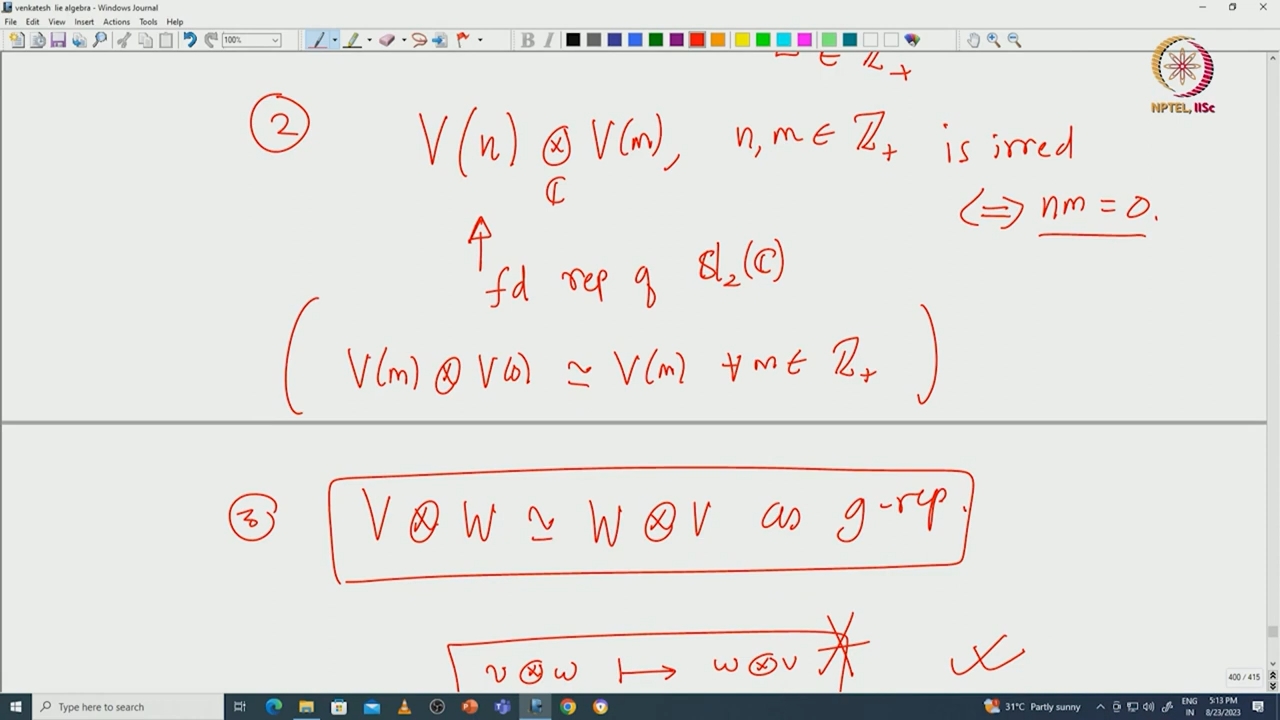 venkatesh lie algebra - Windows Journal
File Edit View Insert Actions Tools Help
100%
B I
NPTEL, IISc
∈ ℤ₊
② V(n) ⊗_ℂ V(m), n, m ∈ ℤ₊ is irred
⟺ nm = 0.
↑ fd rep of sl₂(ℂ)
( V(m) ⊗ V(0) ≃ V(m) ∀ m ∈ ℤ₊ )
③ V ⊗ W ≃ W ⊗ V as g-rep.
v ⊗ w ⟼ w ⊗ v
400 / 415
Type here to search
31°C Partly sunny
ENG
IN
5:13 PM
8/23/2023